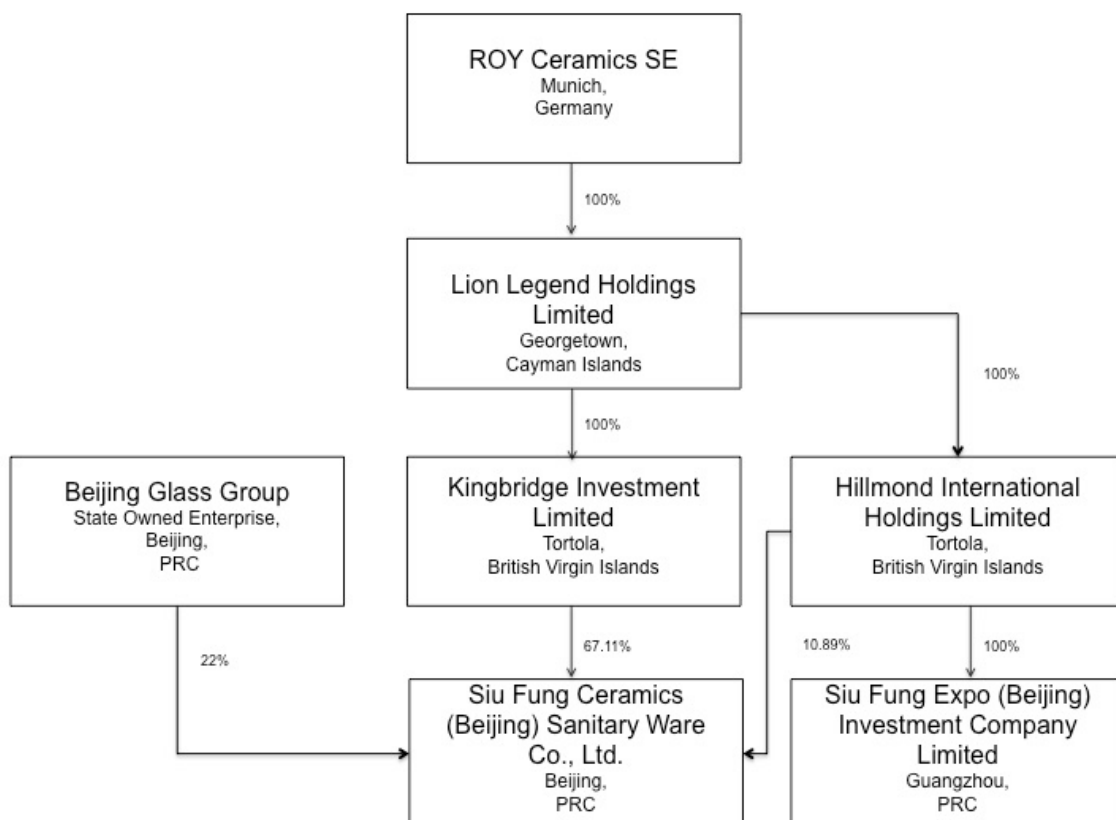 ROY Ceramics SE
Munich,
Germany
100%
Lion Legend Holdings
Limited
Georgetown,
Cayman Islands
100%
100%
Beijing Glass Group
State Owned Enterprise,
Beijing,
PRC
Kingbridge Investment
Limited
Tortola,
British Virgin Islands
Hillmond International
Holdings Limited
Tortola,
British Virgin Islands
22%
67.11%
10.89%
100%
Siu Fung Ceramics
(Beijing) Sanitary Ware
Co., Ltd.
Beijing,
PRC
Siu Fung Expo (Beijing)
Investment Company
Limited
Guangzhou,
PRC